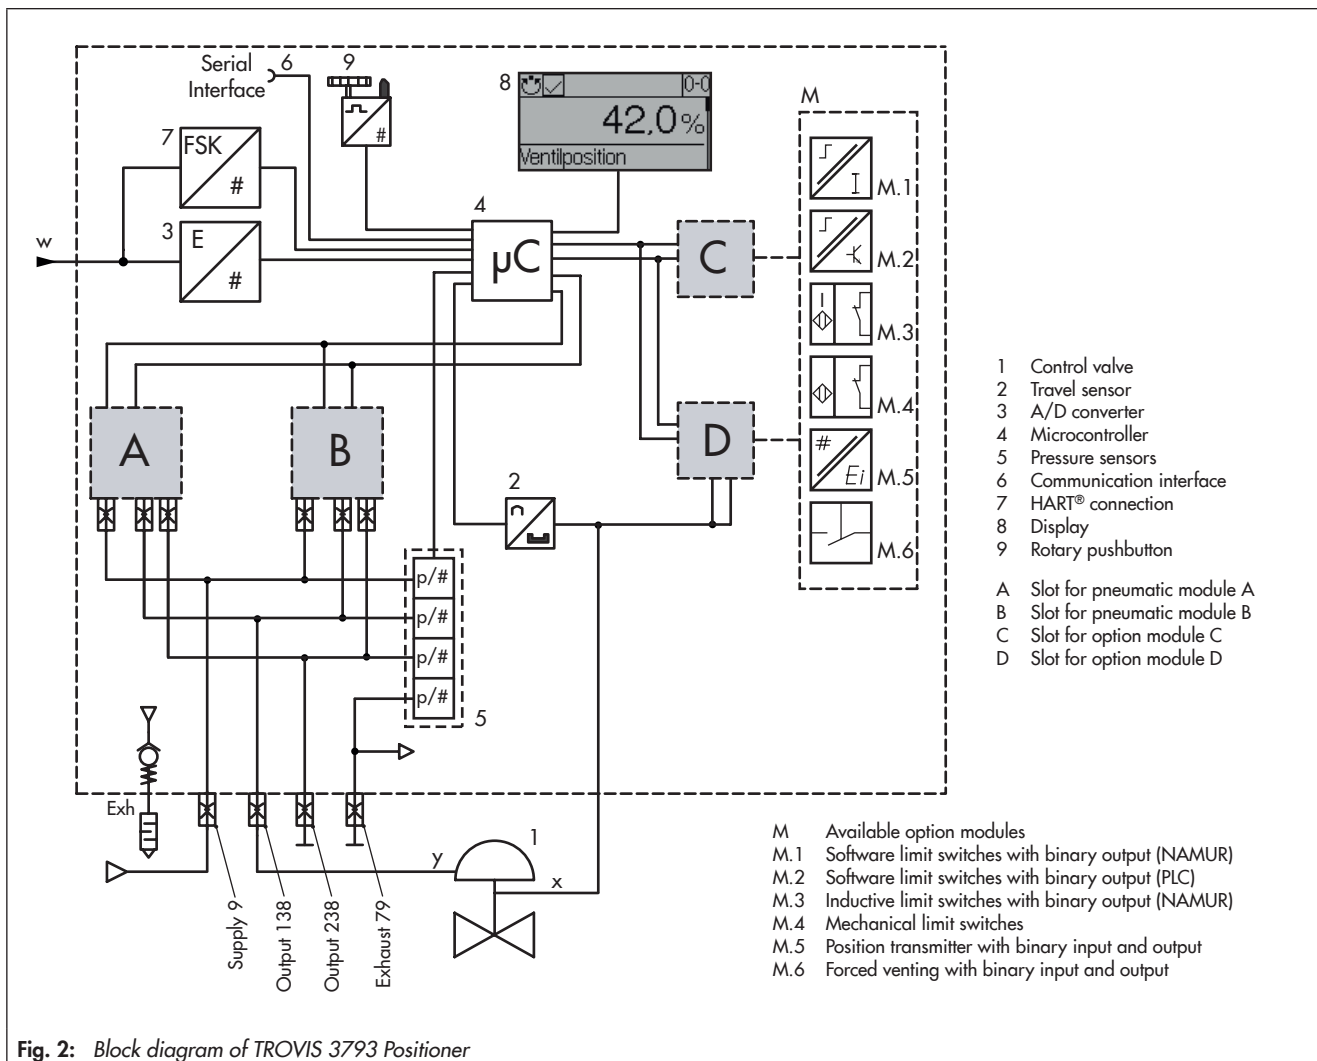 Serial
Interface
6
9
8
0-0
42,0%
Ventilposition
M
7
FSK
#
#
w
3
E
#
4
µC
C
I
M.1
M.2
M.3
M.4
#
Ei
M.5
M.6
A
B
D
2
p/#
p/#
p/#
p/#
5
Exh
1
y
x
Supply 9
Output 138
Output 238
Exhaust 79
1 Control valve
2 Travel sensor
3 A/D converter
4 Microcontroller
5 Pressure sensors
6 Communication interface
7 HART® connection
8 Display
9 Rotary pushbutton
A Slot for pneumatic module A
B Slot for pneumatic module B
C Slot for option module C
D Slot for option module D
M Available option modules
M.1 Software limit switches with binary output (NAMUR)
M.2 Software limit switches with binary output (PLC)
M.3 Inductive limit switches with binary output (NAMUR)
M.4 Mechanical limit switches
M.5 Position transmitter with binary input and output
M.6 Forced venting with binary input and output
Fig. 2: Block diagram of TROVIS 3793 Positioner